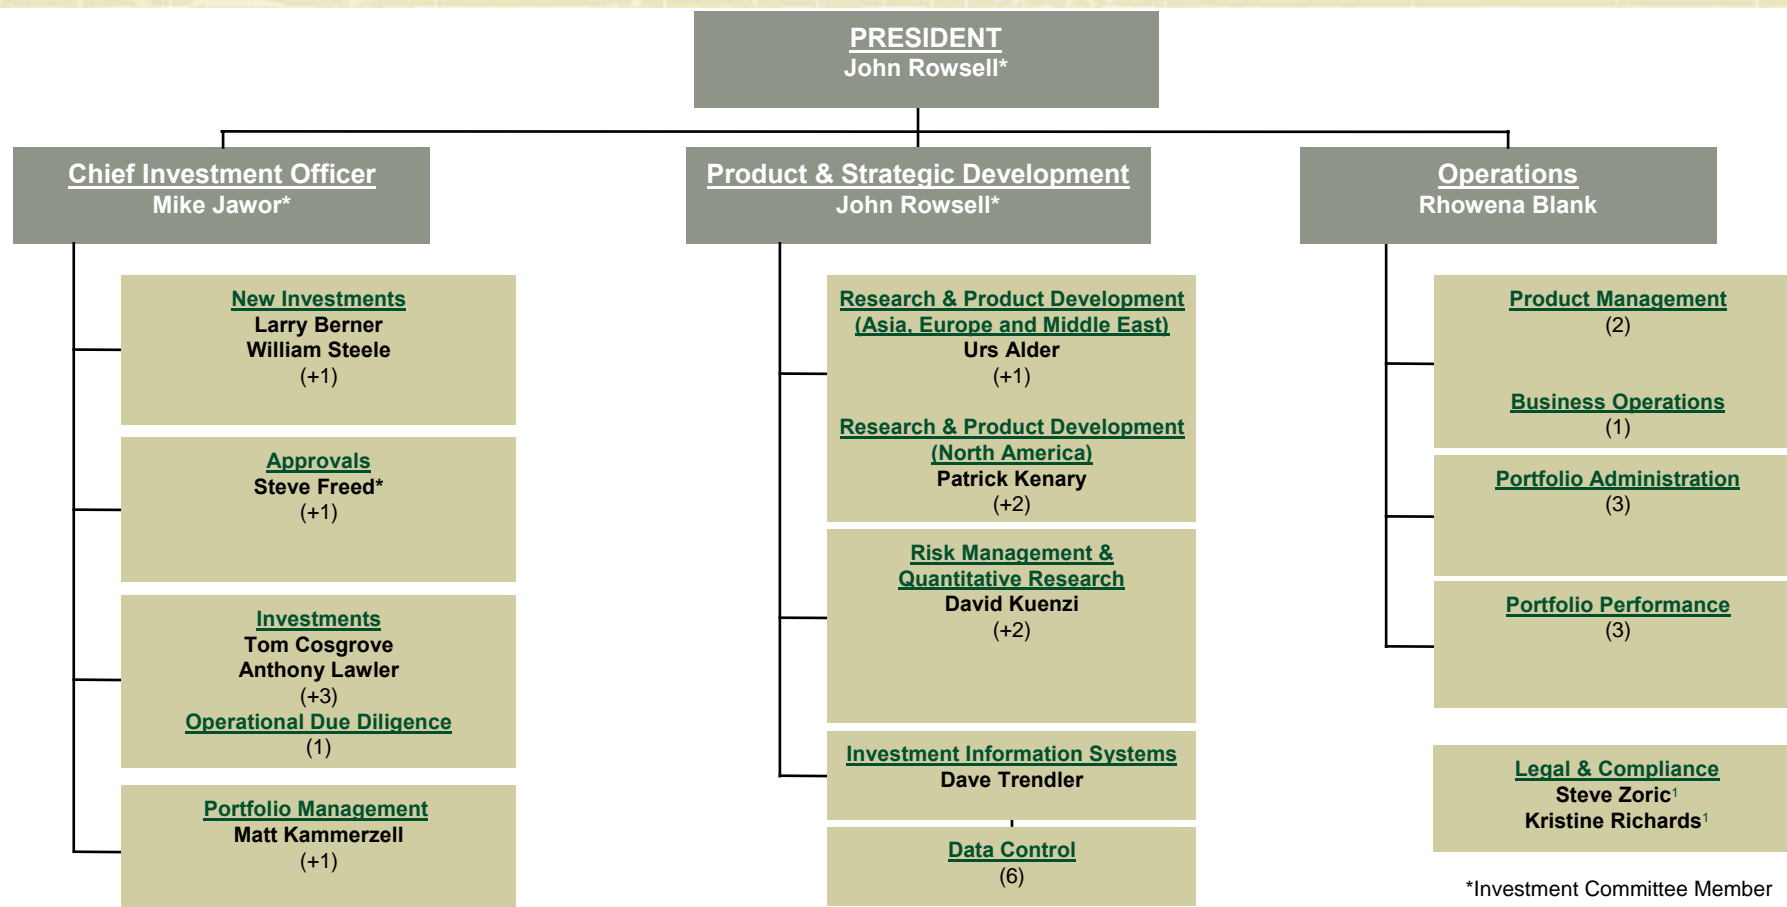 PRESIDENT
John Rowsell*
Chief Investment Officer
Mike Jawor*
New Investments
Larry Berner
William Steele
(+1)
Approvals
Steve Freed*
(+1)
Investments
Tom Cosgrove
Anthony Lawler
(+3)
Operational Due Diligence
(1)
Portfolio Management
Matt Kammerzell
(+1)
Product & Strategic Development
John Rowsell*
Research & Product Development
(Asia, Europe and Middle East)
Urs Alder
(+1)
Research & Product Development
(North America)
Patrick Kenary
(+2)
Risk Management &
Quantitative Research
David Kuenzi
(+2)
Investment Information Systems
Dave Trendler
Data Control
(6)
Operations
Rhowena Blank
Product Management
(2)
Business Operations
(1)
Portfolio Administration
(3)
Portfolio Performance
(3)
Legal & Compliance
Steve Zoric¹
Kristine Richards¹
*Investment Committee Member